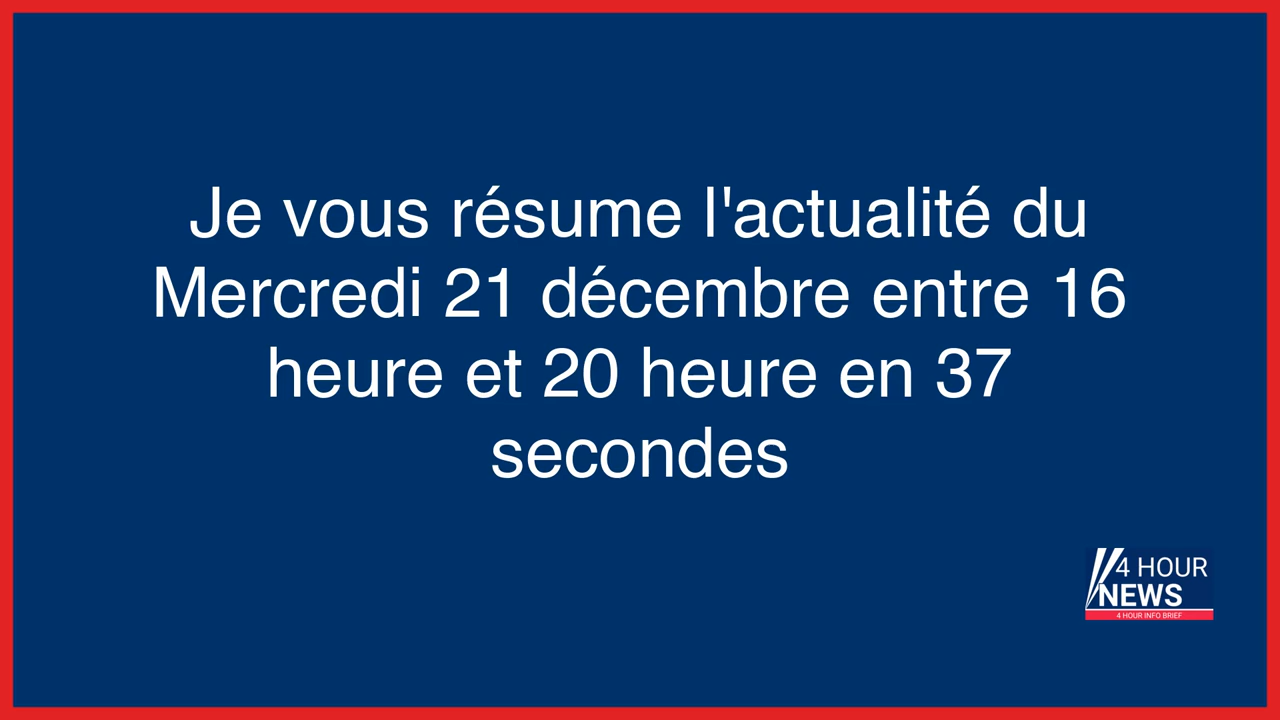 Je vous résume l'actualité du
Mercredi 21 décembre entre 16
heure et 20 heure en 37
secondes
4 HOUR
NEWS
4 HOUR INFO BRIEF